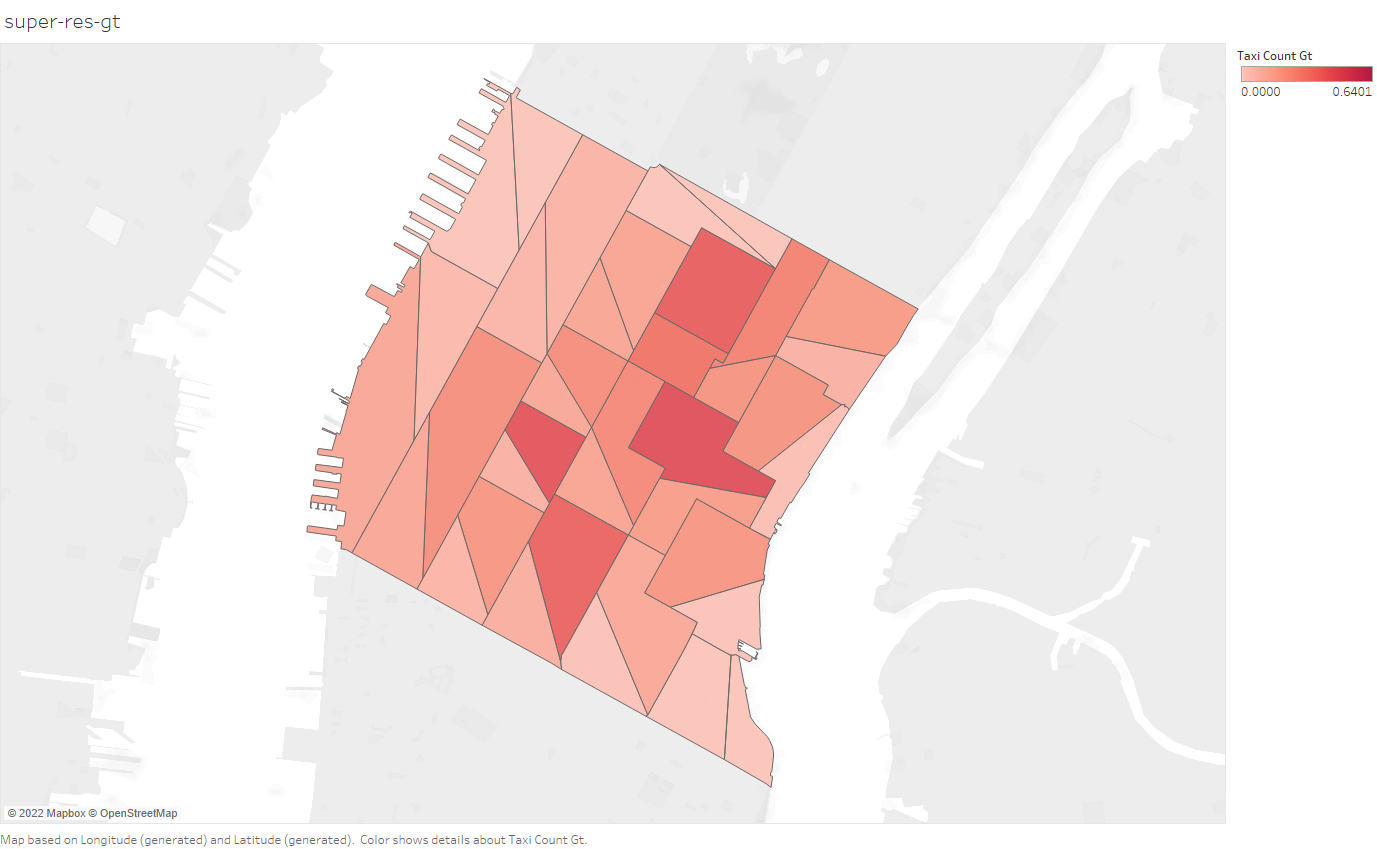 super-res-gt
Taxi Count Gt
0.0000 0.6401
© 2022 Mapbox © OpenStreetMap
Map based on Longitude (generated) and Latitude (generated). Color shows details about Taxi Count Gt.